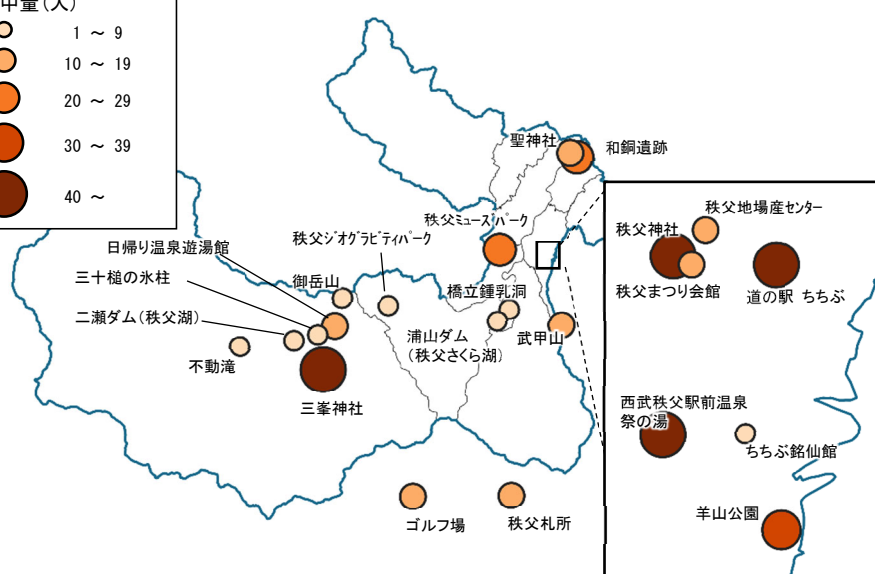 中量(人)
1 ～ 9
10 ～ 19
20 ～ 29
30 ～ 39
40 ～
聖神社
和銅遺跡
秩父ミューズパーク
秩父ジオグラビティパーク
日帰り温泉遊湯館
三十槌の氷柱
御岳山
橋立鍾乳洞
二瀬ダム(秩父湖)
浦山ダム
(秩父さくら湖)
武甲山
不動滝
三峯神社
ゴルフ場
秩父札所
秩父地場産センター
秩父神社
秩父まつり会館
道の駅 ちちぶ
西武秩父駅前温泉
祭の湯
ちちぶ銘仙館
羊山公園